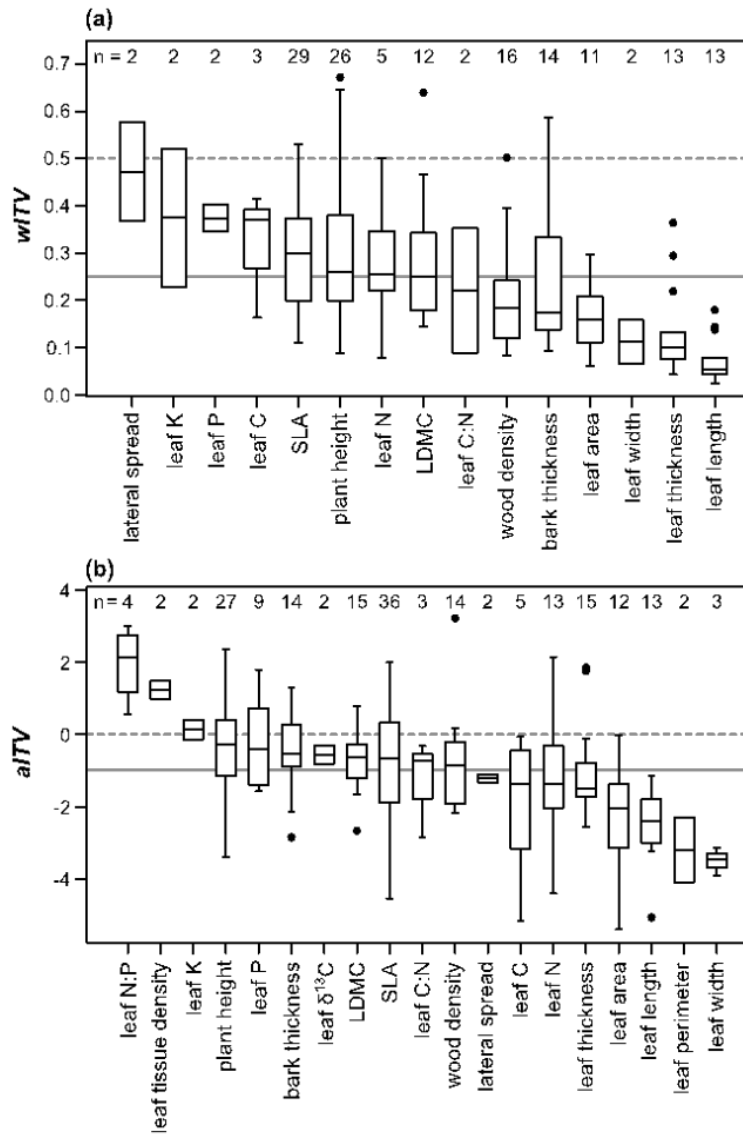 (a)
n = 2 2 2 3 29 26 5 12 2 16 14 11 2 13 13
0.7
0.6
0.5
0.4
0.3
0.2
0.1
0.0
wITV
lateral spread
leaf K
leaf P
leaf C
SLA
plant height
leaf N
LDMC
leaf C:N
wood density
bark thickness
leaf area
leaf width
leaf thickness
leaf length
(b)
n= 4 2 2 27 9 14 2 15 36 3 14 2 5 13 15 12 13 2 3
4
2
0
-2
-4
aITV
leaf N:P
leaf tissue density
leaf K
plant height
leaf P
bark thickness
leaf δ¹³C
LDMC
SLA
leaf C:N
wood density
lateral spread
leaf C
leaf N
leaf thickness
leaf area
leaf length
leaf perimeter
leaf width